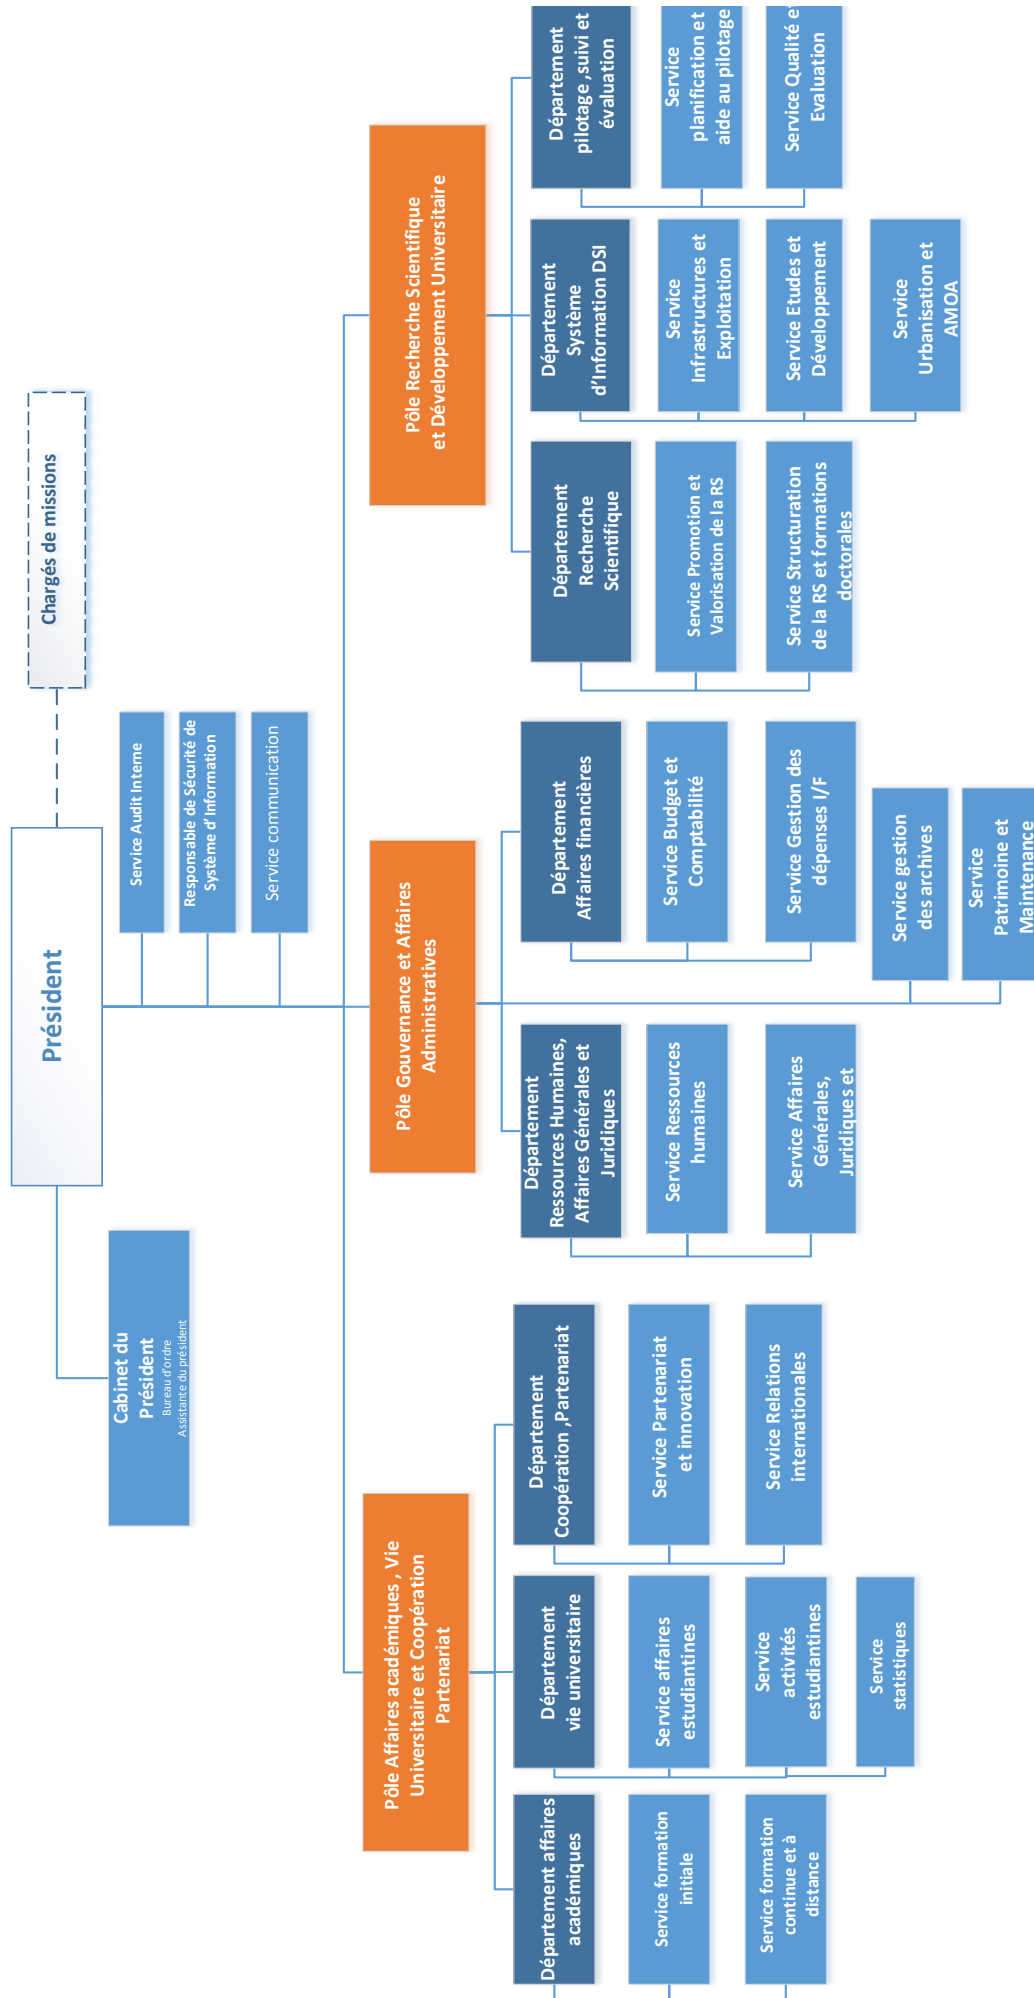 Président
Chargés de missions
Cabinet du
Président
Bureau d'ordre
Assistante du président
Service Audit Interne
Responsable de Sécurité de
Système d'Information
Service communication
Pôle Affaires académiques , Vie
Universitaire et Coopération
Partenariat
Pôle Gouvernance et Affaires
Administratives
Pôle Recherche Scientifique
et Développement Universitaire
Département affaires
académiques
Service formation
initiale
Service formation
continue et à
distance
Département
vie universitaire
Service affaires
estudiantines
Service
activités
estudiantines
Service
statistiques
Département
Coopération ,Partenariat
Service Partenariat
et innovation
Service Relations
internationales
Département
Ressources Humaines,
Affaires Générales et
Juridiques
Service Ressources
humaines
Service Affaires
Générales,
Juridiques et
Département
Affaires financières
Service Budget et
Comptabilité
Service Gestion des
dépenses I/F
Service gestion
des archives
Service
Patrimoine et
Maintenance
Département
Recherche
Scientifique
Service Promotion et
Valorisation de la RS
Service Structuration
de la RS et formations
doctorales
Département
Système
d'Information DSI
Service
Infrastructures et
Exploitation
Service Etudes et
Développement
Service
Urbanisation et
AMOA
Département
pilotage ,suivi et
évaluation
Service
planification et
aide au pilotage
Service Qualité et
Evaluation